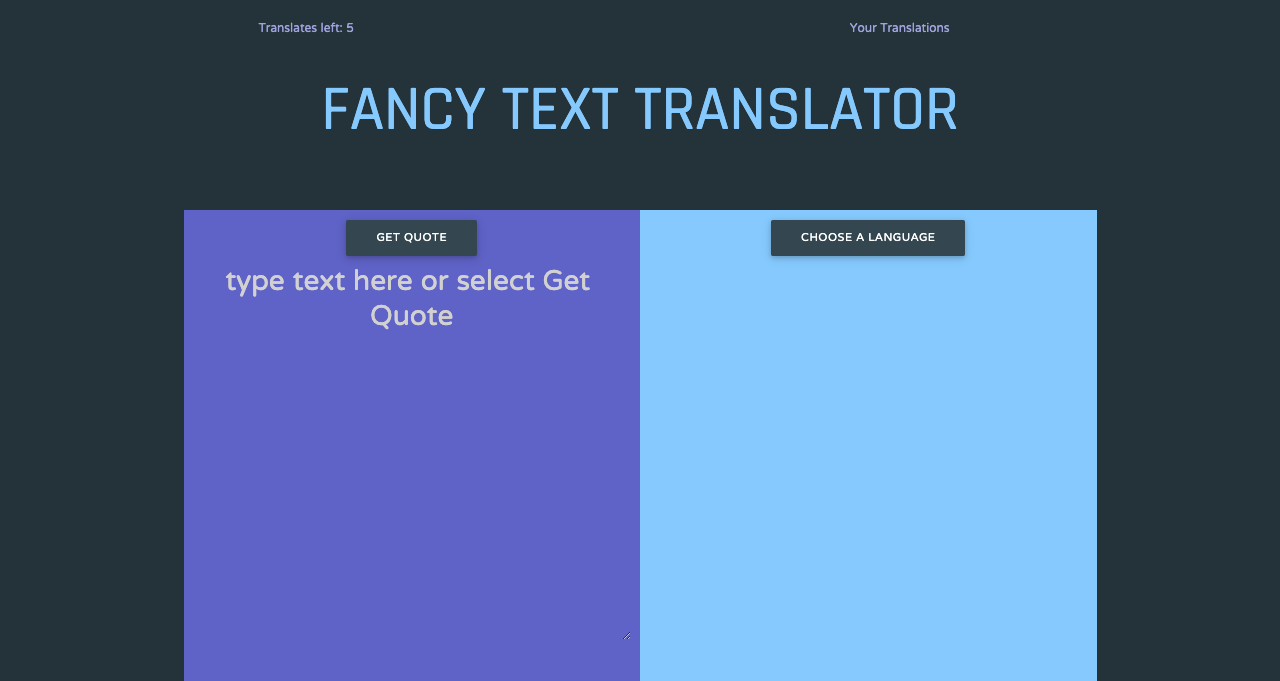 Translates left: 5
Your Translations
FANCY TEXT TRANSLATOR
GET QUOTE
CHOOSE A LANGUAGE
type text here or select Get
Quote